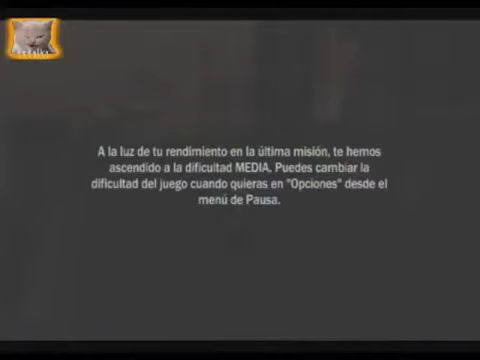 A la luz de tu rendimiento en la última misión, te hemos
ascendido a la dificultad MEDIA. Puedes cambiar la
dificultad del juego cuando quieras en "Opciones" desde el
menú de Pausa.